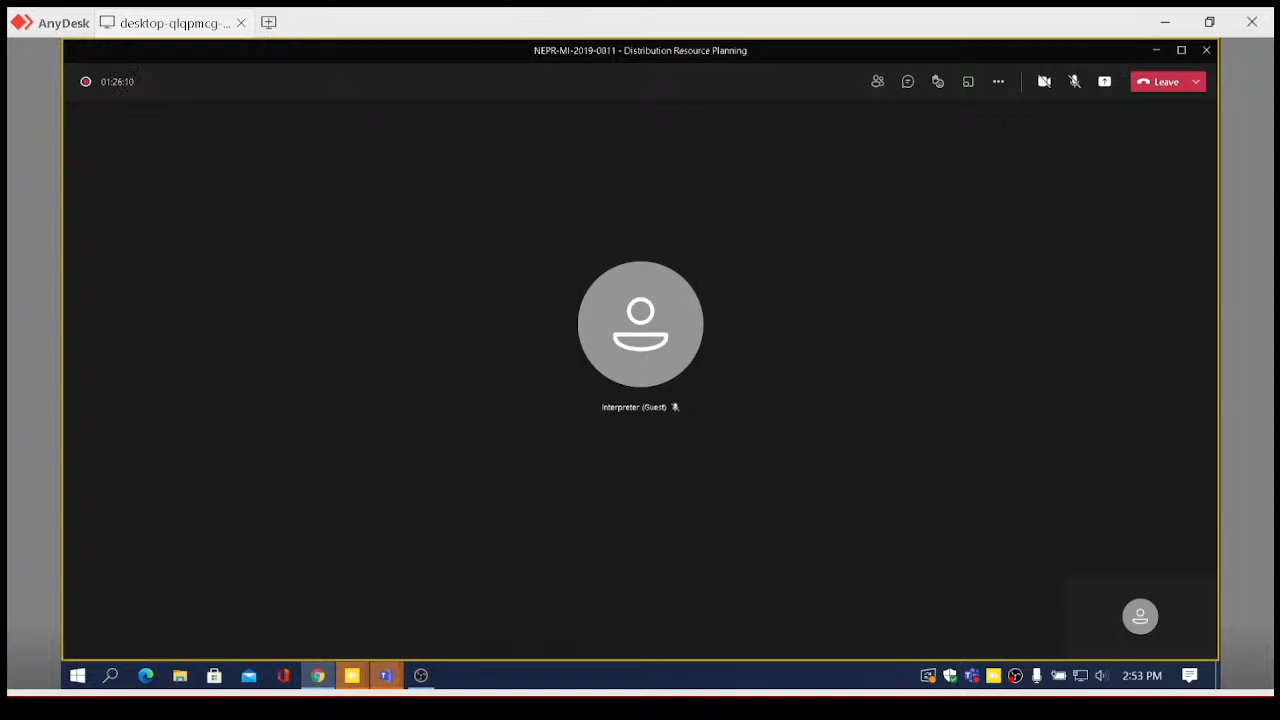 AnyDesk
desktop-qlqpmcg-...
NEPR-MI-2019-0011 - Distribution Resource Planning
01:26:10
Leave
Interpreter (Guest)
2:53 PM